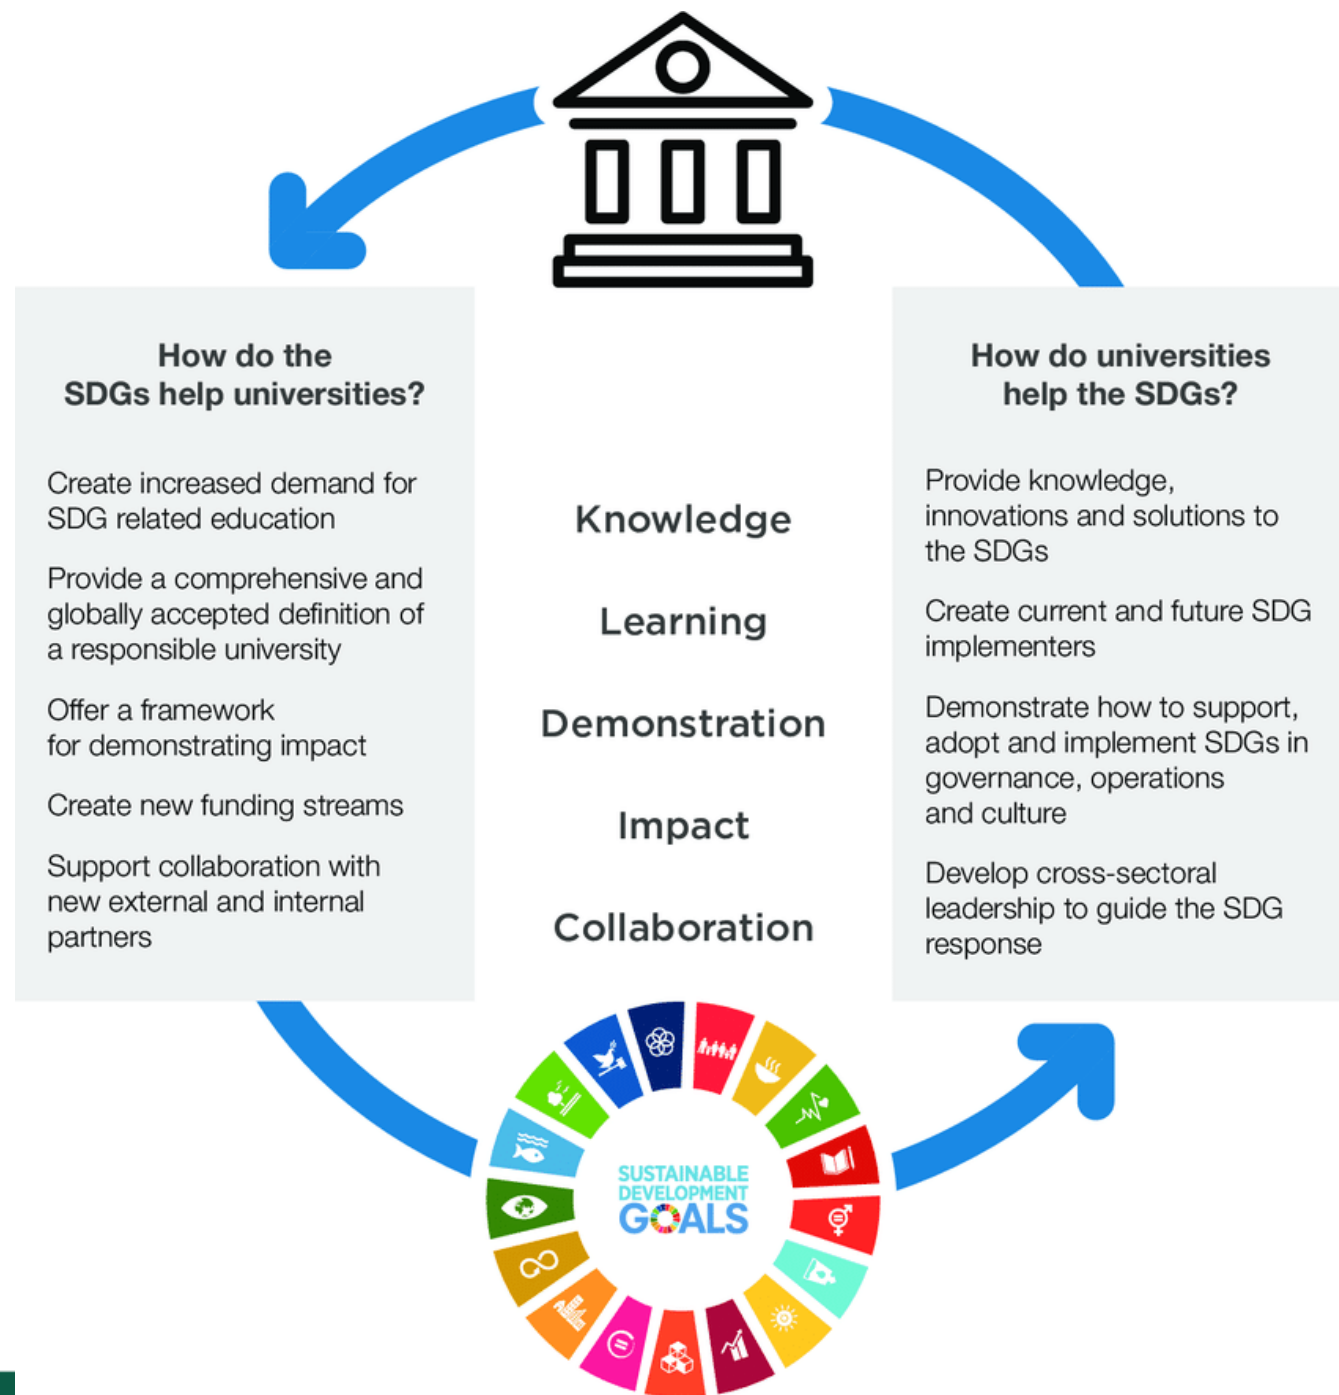 How do the
SDGs help universities?
Create increased demand for
SDG related education
Provide a comprehensive and
globally accepted definition of
a responsible university
Offer a framework
for demonstrating impact
Create new funding streams
Support collaboration with
new external and internal
partners
Knowledge
Learning
Demonstration
Impact
Collaboration
How do universities
help the SDGs?
Provide knowledge,
innovations and solutions to
the SDGs
Create current and future SDG
implementers
Demonstrate how to support,
adopt and implement SDGs in
governance, operations
and culture
Develop cross-sectoral
leadership to guide the SDG
response
SUSTAINABLE
DEVELOPMENT
GOALS